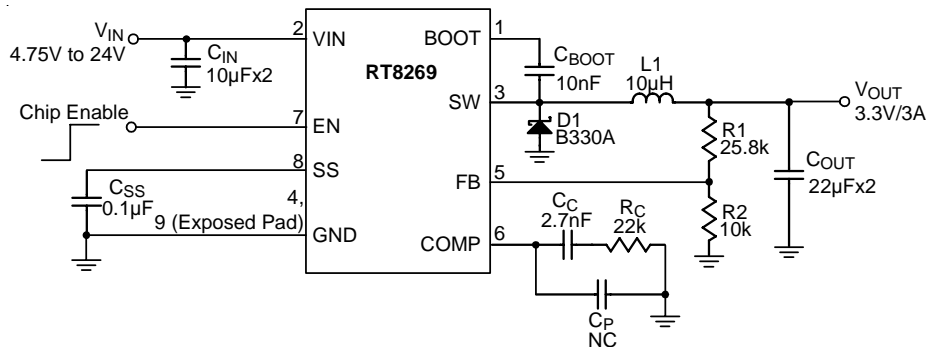 VIN
4.75V to 24V
CIN
10µFx2
2
VIN
BOOT
1
RT8269
CBOOT
10nF
L1
10µH
SW
3
VOUT
3.3V/3A
Chip Enable
7
EN
D1
B330A
R1
25.8k
COUT
22µFx2
8
SS
FB
5
CSS
0.1µF
4,
9 (Exposed Pad)
GND
CC
2.7nF
RC
22k
R2
10k
COMP
6
CP
NC